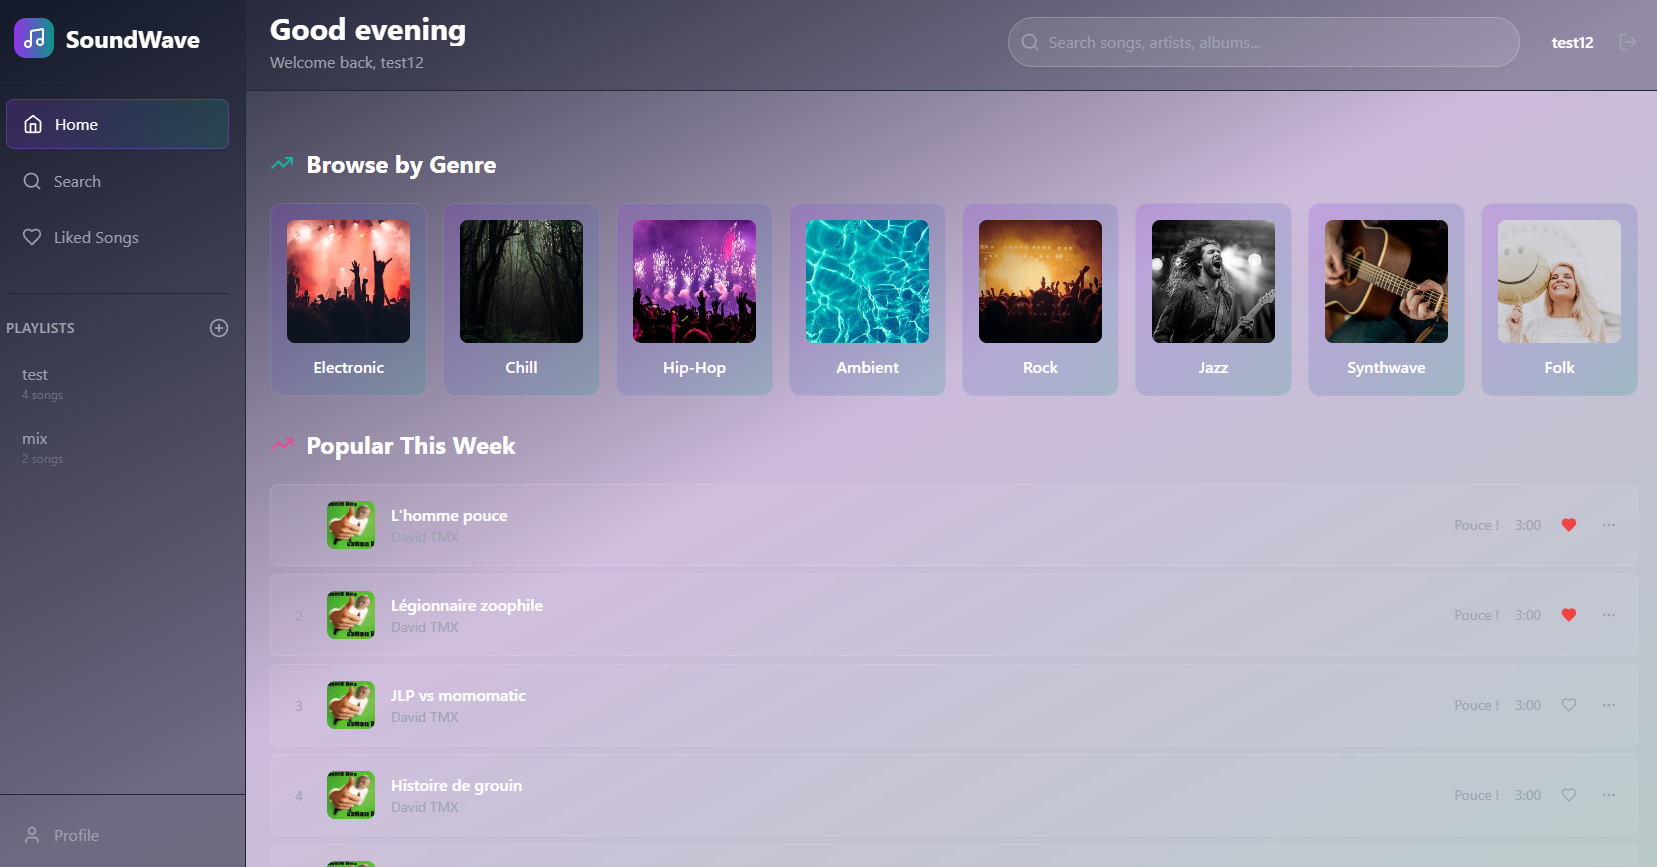 SoundWave
Home
Search
Liked Songs
PLAYLISTS
test
4 songs
mix
2 songs
Profile
Good evening
Welcome back, test12
Search songs, artists, albums...
test12
Browse by Genre
Electronic
Chill
Hip-Hop
Ambient
Rock
Jazz
Synthwave
Folk
Popular This Week
L'homme pouce
David TMX
Pouce ! 3:00
2
Légionnaire zoophile
David TMX
Pouce ! 3:00
3
JLP vs momomatic
David TMX
Pouce ! 3:00
4
Histoire de grouin
David TMX
Pouce ! 3:00